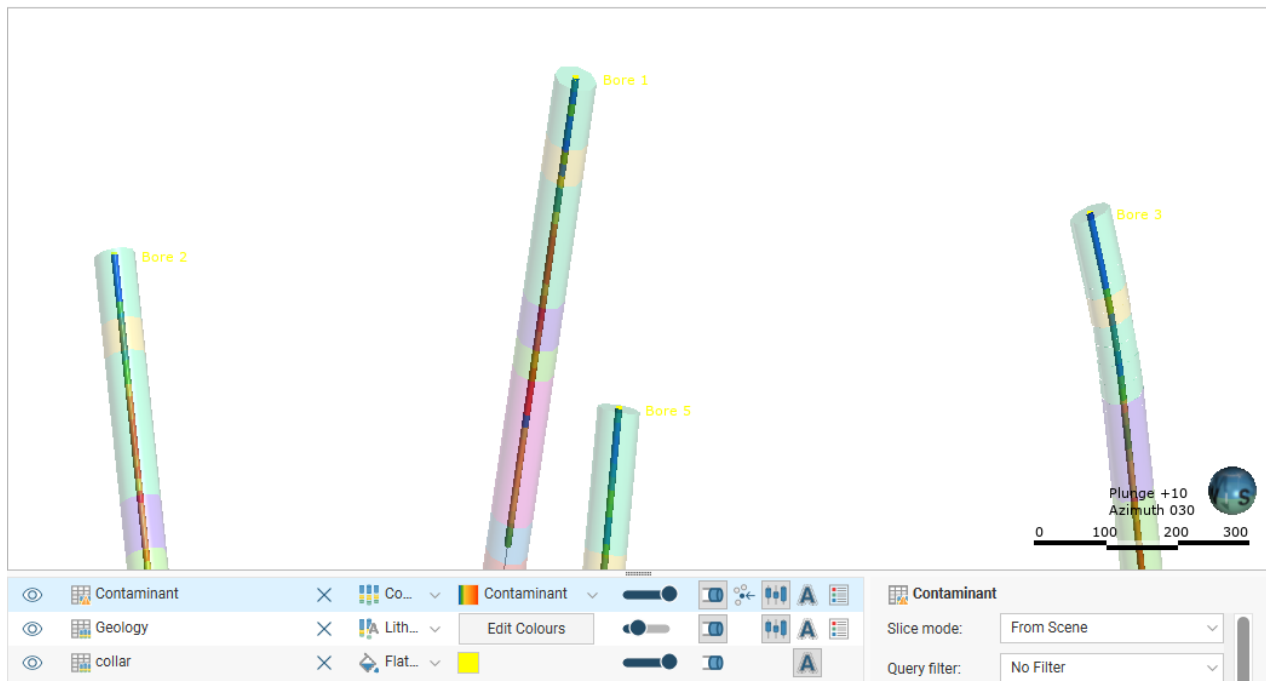 Bore 1
Bore 3
Bore 2
Bore 5
Plunge +10
Azimuth 030
0 100 200 300
S
Contaminant Co... Contaminant A
Geology Lith... Edit Colours A
collar Flat... A
Contaminant
Slice mode: From Scene
Query filter: No Filter